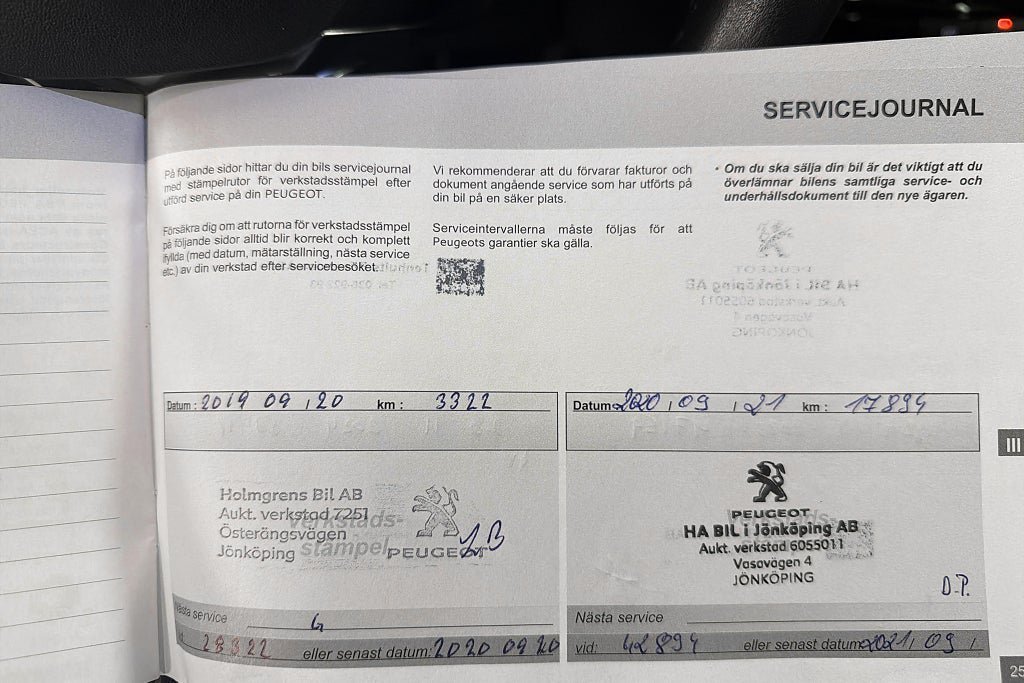 SERVICEJOURNAL
På följande sidor hittar du din bils servicejournal
med stämpelrutor för verkstadsstämpel efter
utförd service på din PEUGEOT.
Försäkra dig om att rutorna för verkstadsstämpel
på följande sidor alltid blir korrekt och komplett
ifyllda (med datum, mätarställning, nästa service
etc.) av din verkstad efter servicebesöket.
Vi rekommenderar att du förvarar fakturor och
dokument angående service som har utförts på
din bil på en säker plats.
Serviceintervallerna måste följas för att
Peugeots garantier ska gälla.
• Om du ska sälja din bil är det viktigt att du
överlämnar bilens samtliga service- och
underhållsdokument till den nye ägaren.
Datum : 2019 09 , 20 km : 3322
Holmgrens Bil AB
Aukt. verkstad 7251
Österängsvägen
Jönköping
verkstads-
stämpel
PEUGEOT
Nästa service
vid: 28322 eller senast datum: 2020 09 20
Datum 2020 , 09 , 21 km : 17894
PEUGEOT
HA BIL i Jönköping AB
Aukt. verkstad 6055011
Vasavägen 4
JÖNKÖPING
D.P.
Nästa service
vid: 42894 eller senast datum: 2021, 09 ,
III
25